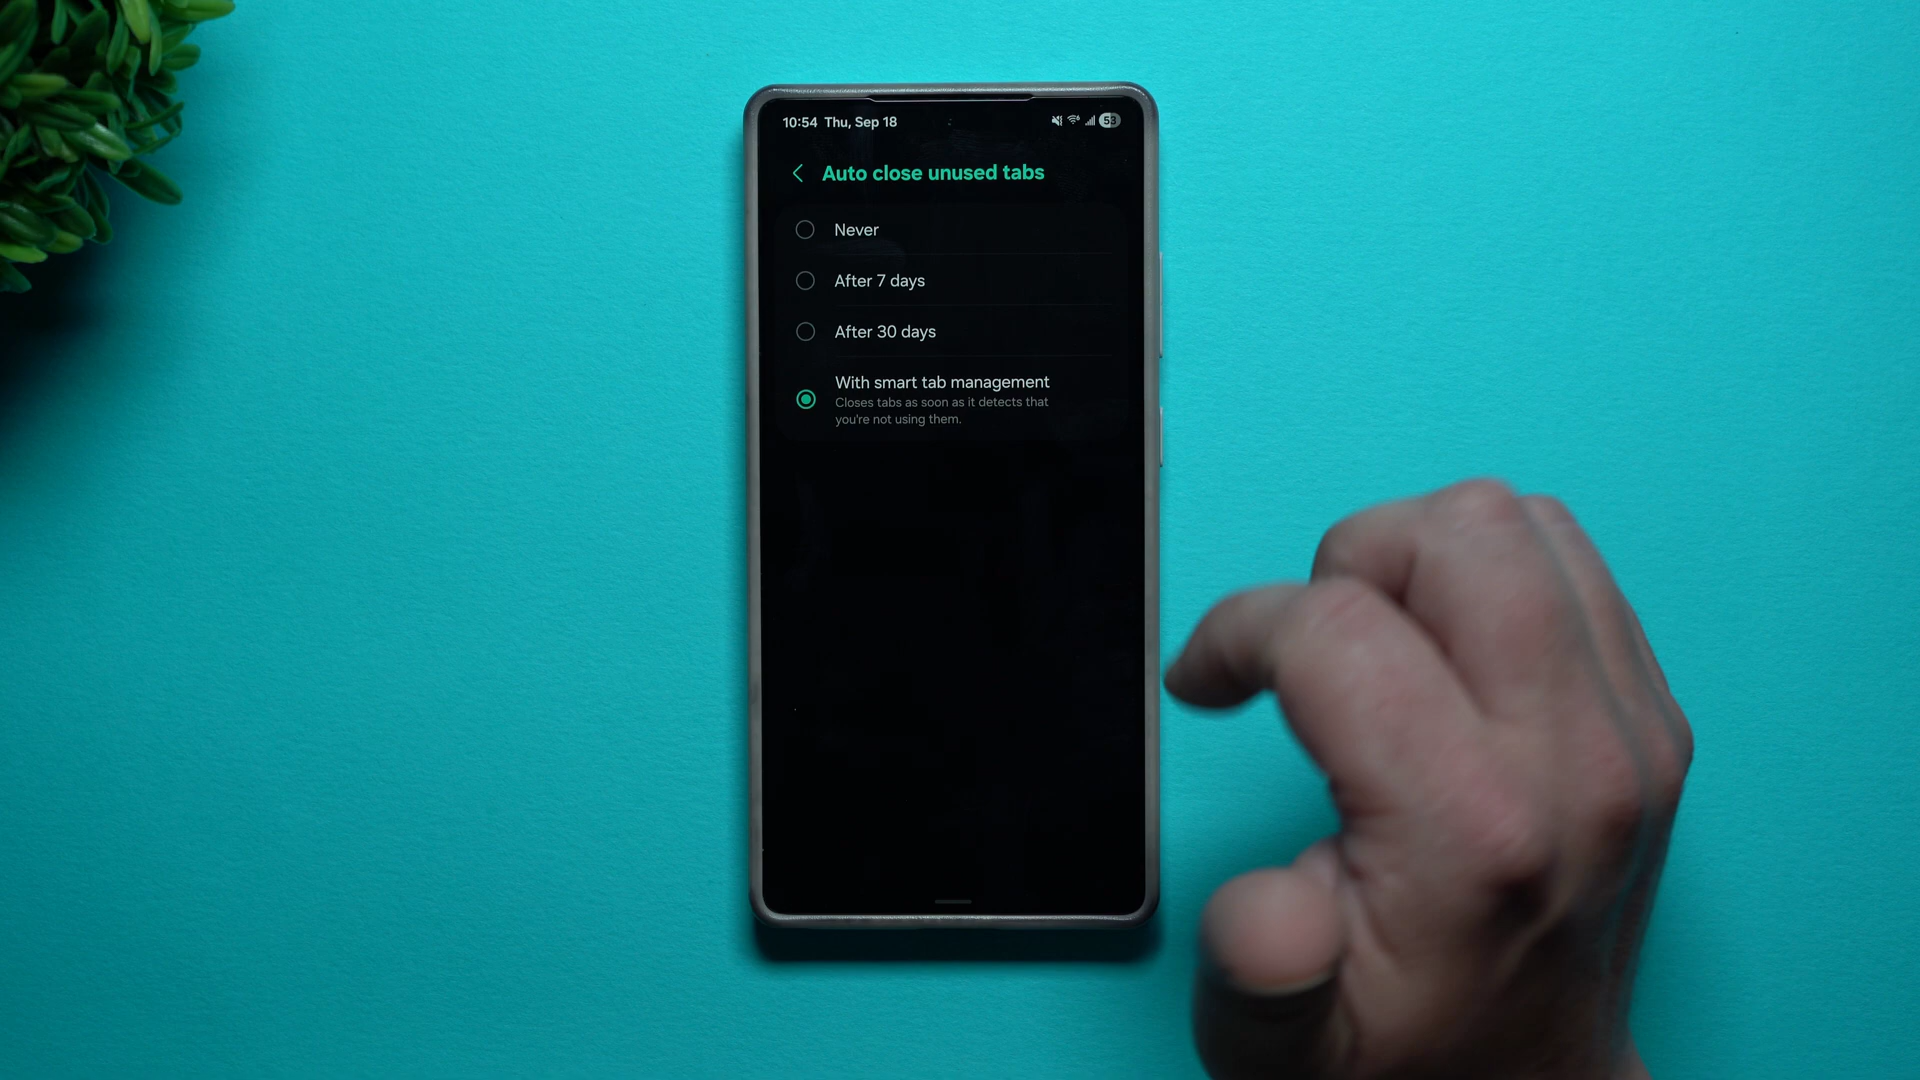 10:54 Thu, Sep 18
53
Auto close unused tabs
Never
After 7 days
After 30 days
With smart tab management
Closes tabs as soon as it detects that
you're not using them.